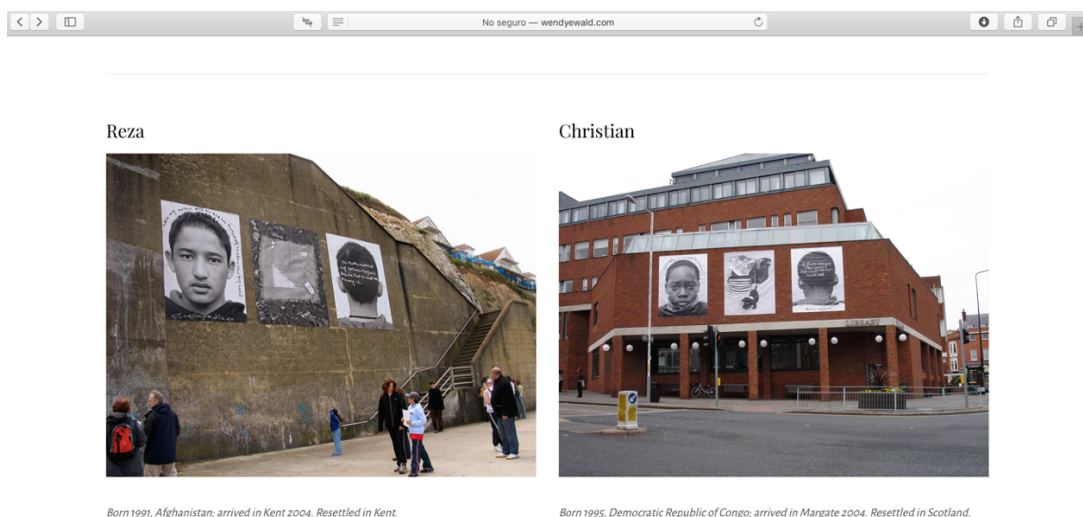 No seguro — wendyewald.com
Reza
Christian
LIBRARY
Born 1991, Afghanistan; arrived in Kent 2004. Resettled in Kent.
Born 1995, Democratic Republic of Congo; arrived in Margate 2004. Resettled in Scotland.